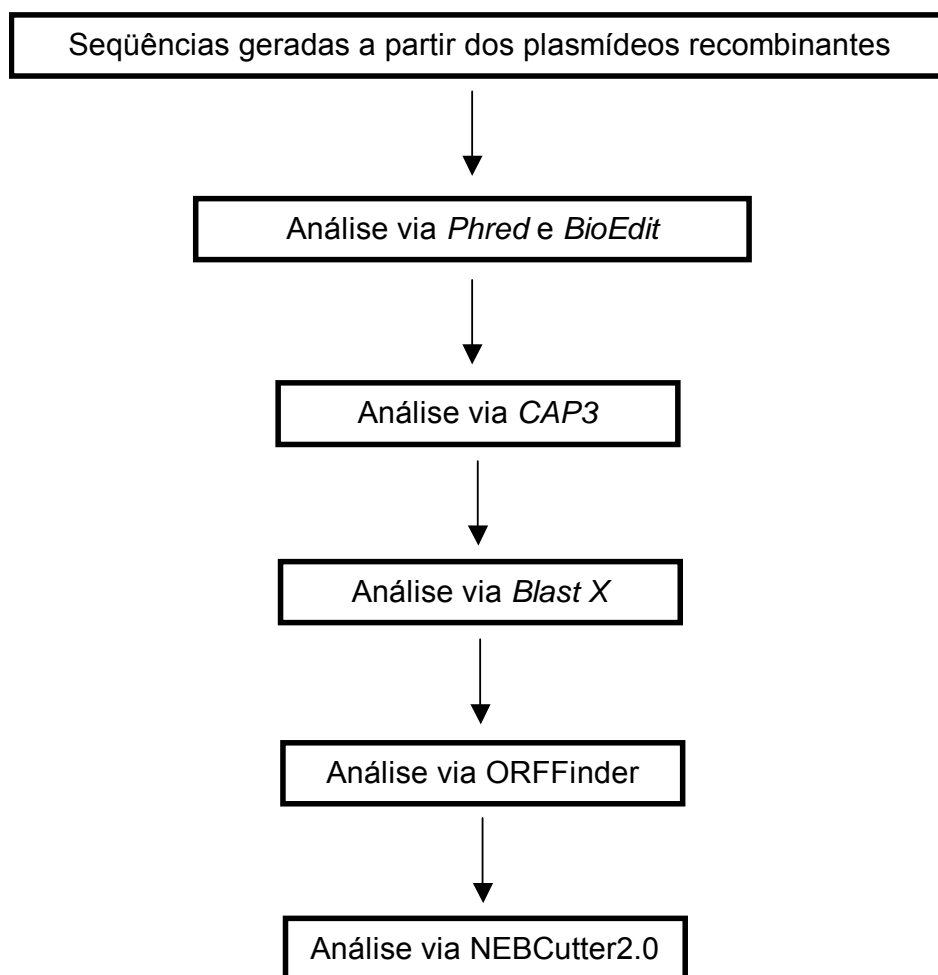 Seqüências geradas a partir dos plasmídeos recombinantes
Análise via Phred e BioEdit
Análise via CAP3
Análise via Blast X
Análise via ORFFinder
Análise via NEBCutter2.0